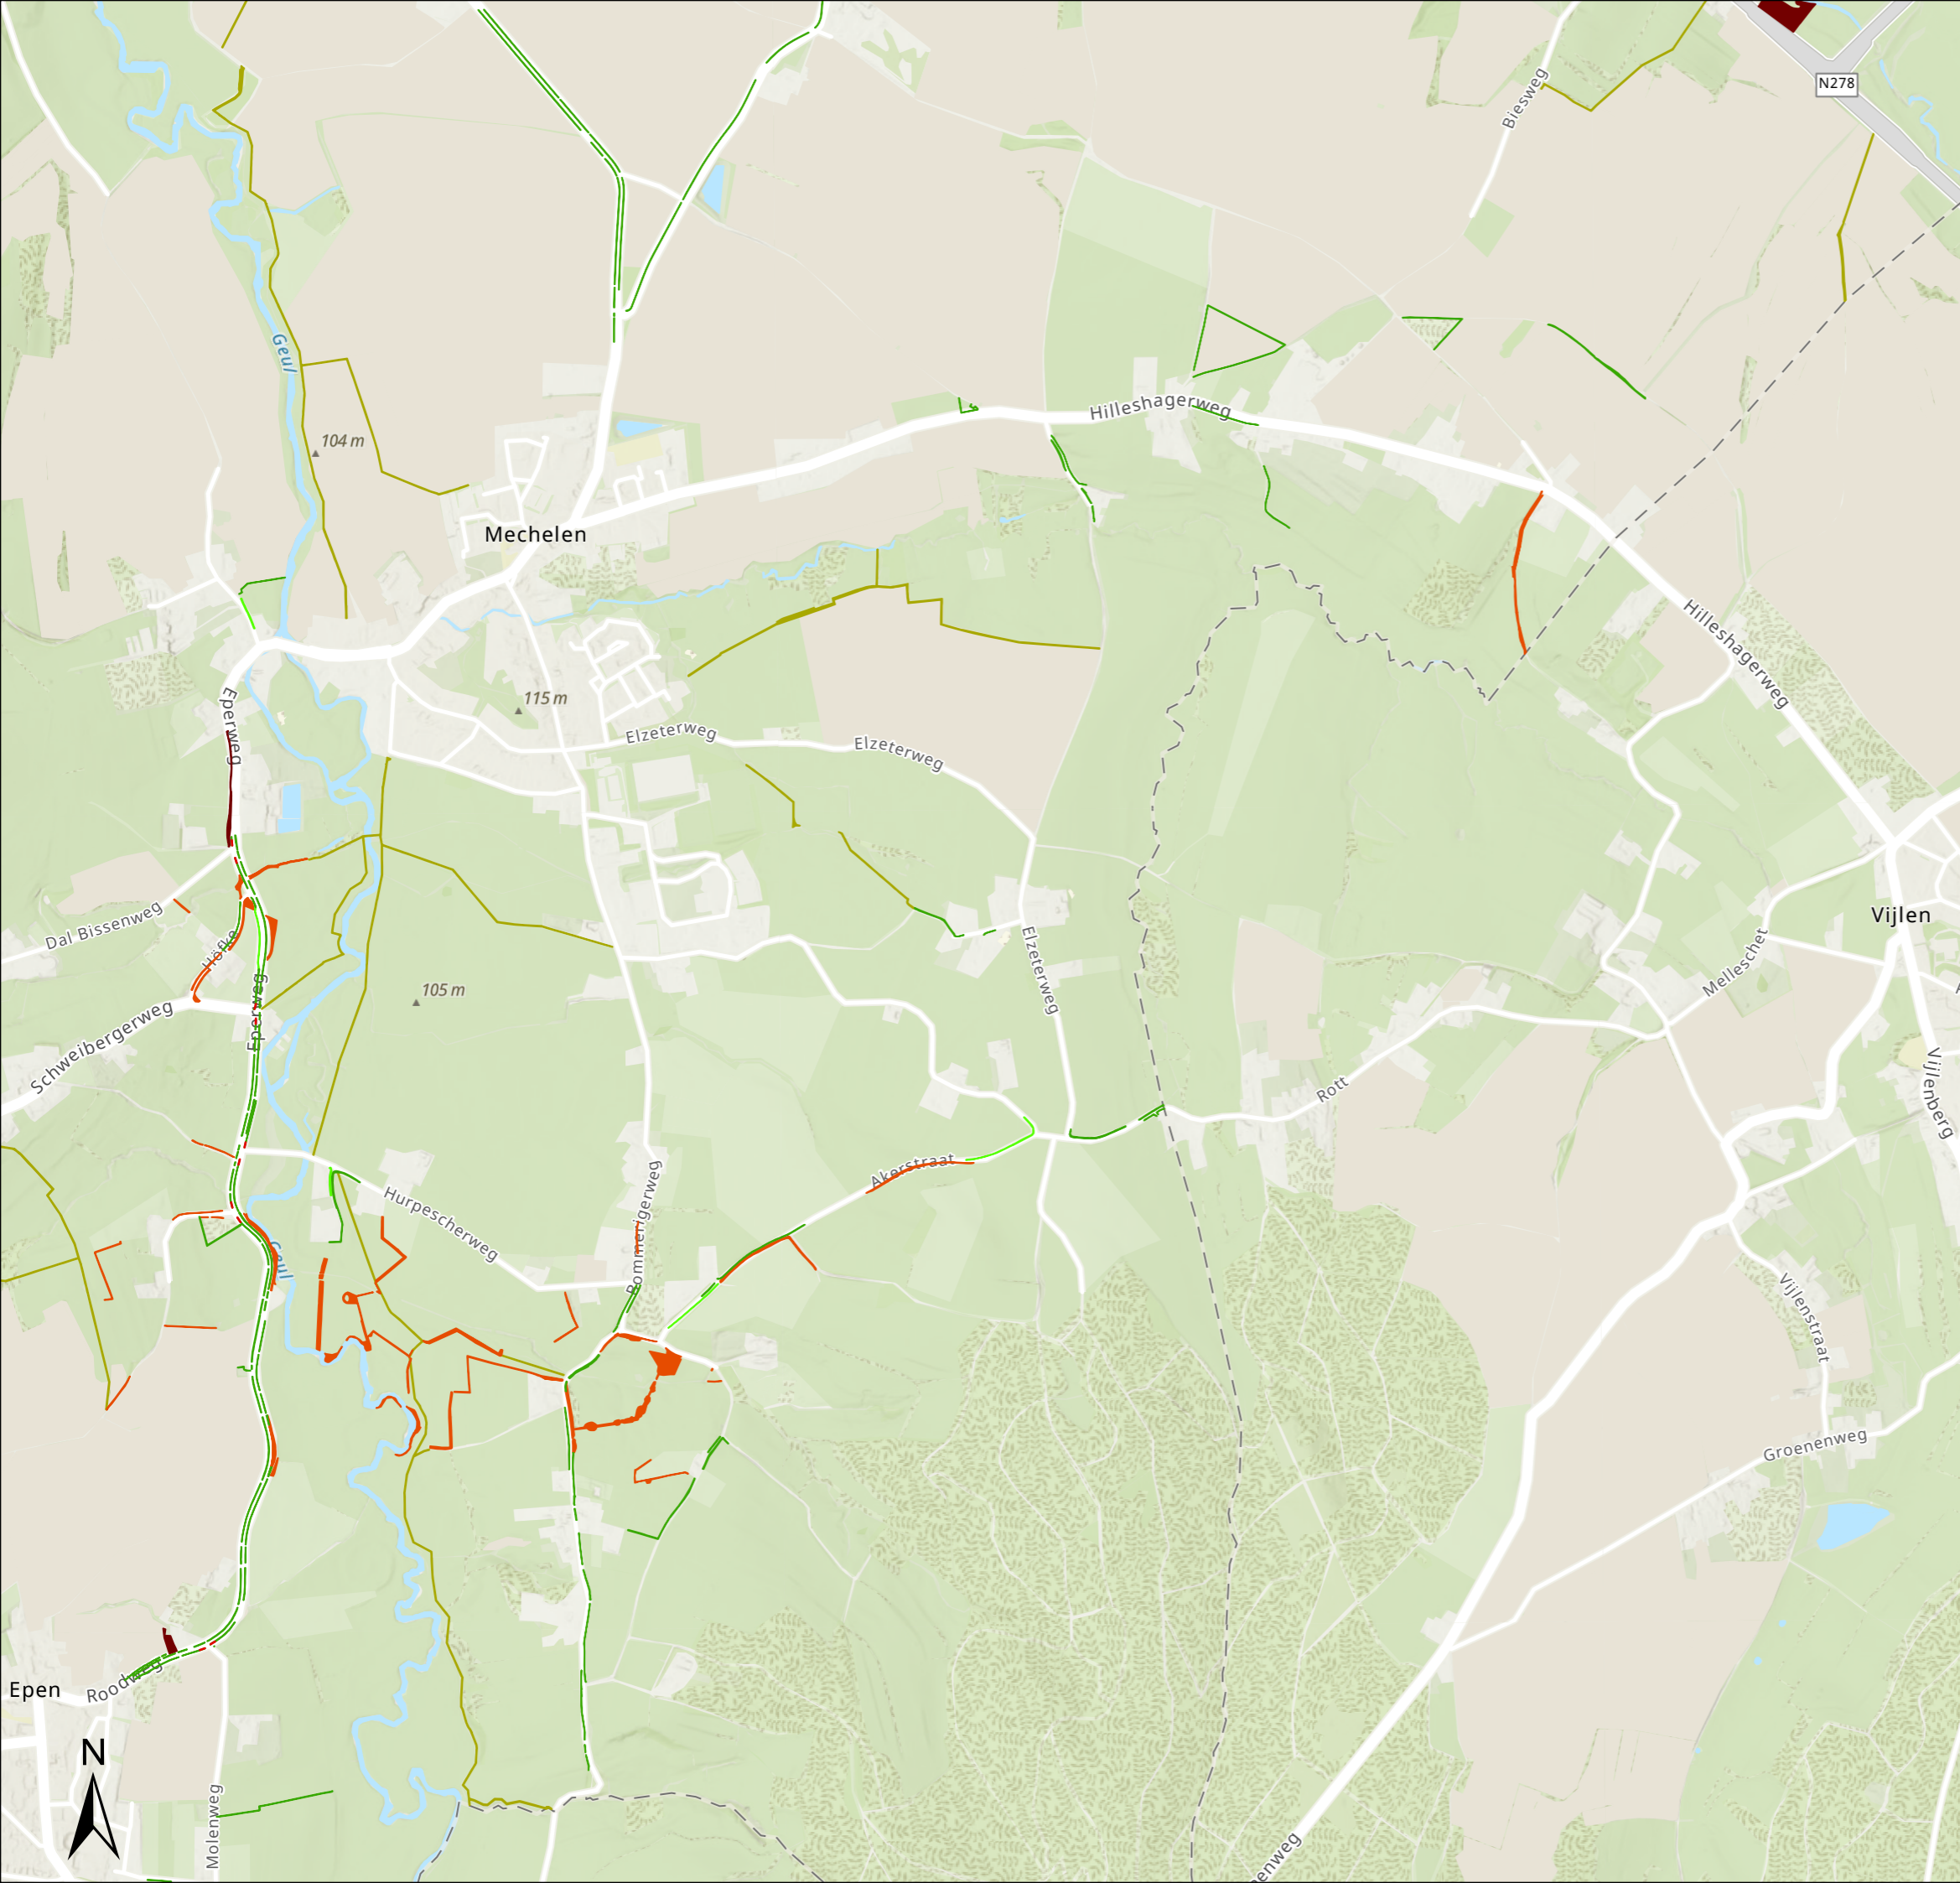 N278
Biesweg
Geul
Hilleshagerweg
104 m
Mechelen
Hilleshagerweg
115 m
Eperweg
Elzeterweg
Elzeterweg
Dal Bissenweg
Höfke
Vijlen
Melleschet
Elzeterweg
105 m
Eperweg
Schweibergerweg
Rott
Vijlenberg
Akerstraat
Hurpescherweg
Bommerigerweg
Geul
Vijlenstraat
Groenenweg
Roodweg
Epen
N
Molenweg
enweg